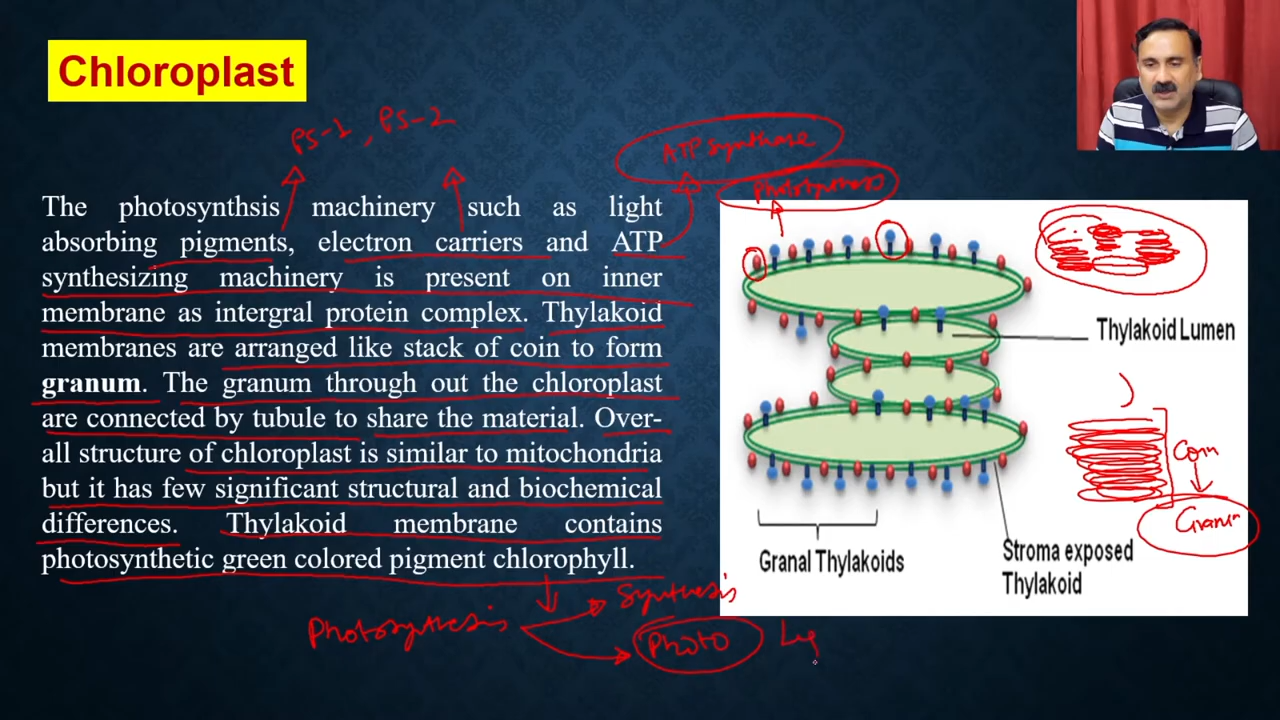 Chloroplast
PS-1, PS-2
ATP synthase
Photosynthesis
The photosynthsis machinery such as light
absorbing pigments, electron carriers and ATP
synthesizing machinery is present on inner
membrane as intergral protein complex. Thylakoid
membranes are arranged like stack of coin to form
granum. The granum through out the chloroplast
are connected by tubule to share the material. Over-
all structure of chloroplast is similar to mitochondria
but it has few significant structural and biochemical
differences. Thylakoid membrane contains
photosynthetic green colored pigment chlorophyll.
Thylakoid Lumen
Coin
Granum
Granal Thylakoids
Stroma exposed
Thylakoid
Synthesis
Photosynthesis
Photo